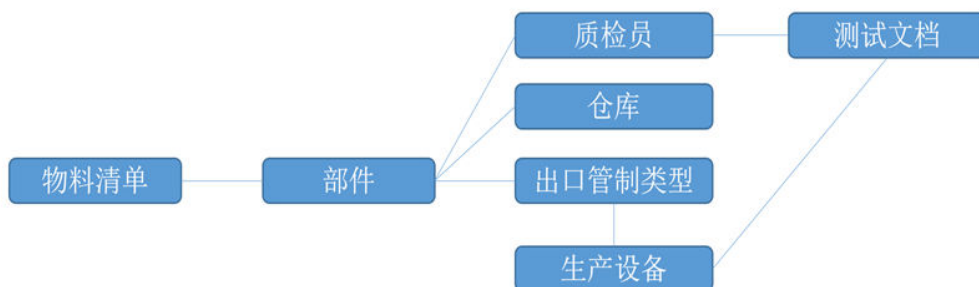 质检员
测试文档
仓库
物料清单
部件
出口管制类型
生产设备